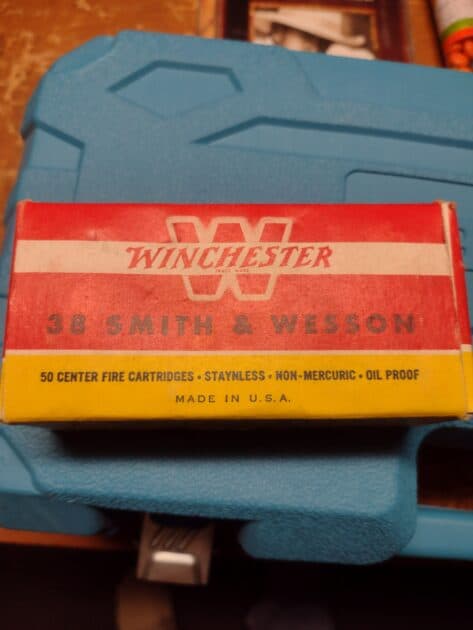 W
WINCHESTER
TRADE MARK
38 SMITH & WESSON
50 CENTER FIRE CARTRIDGES • STAYNLESS • NON-MERCURIC • OIL PROOF
MADE IN U.S.A.